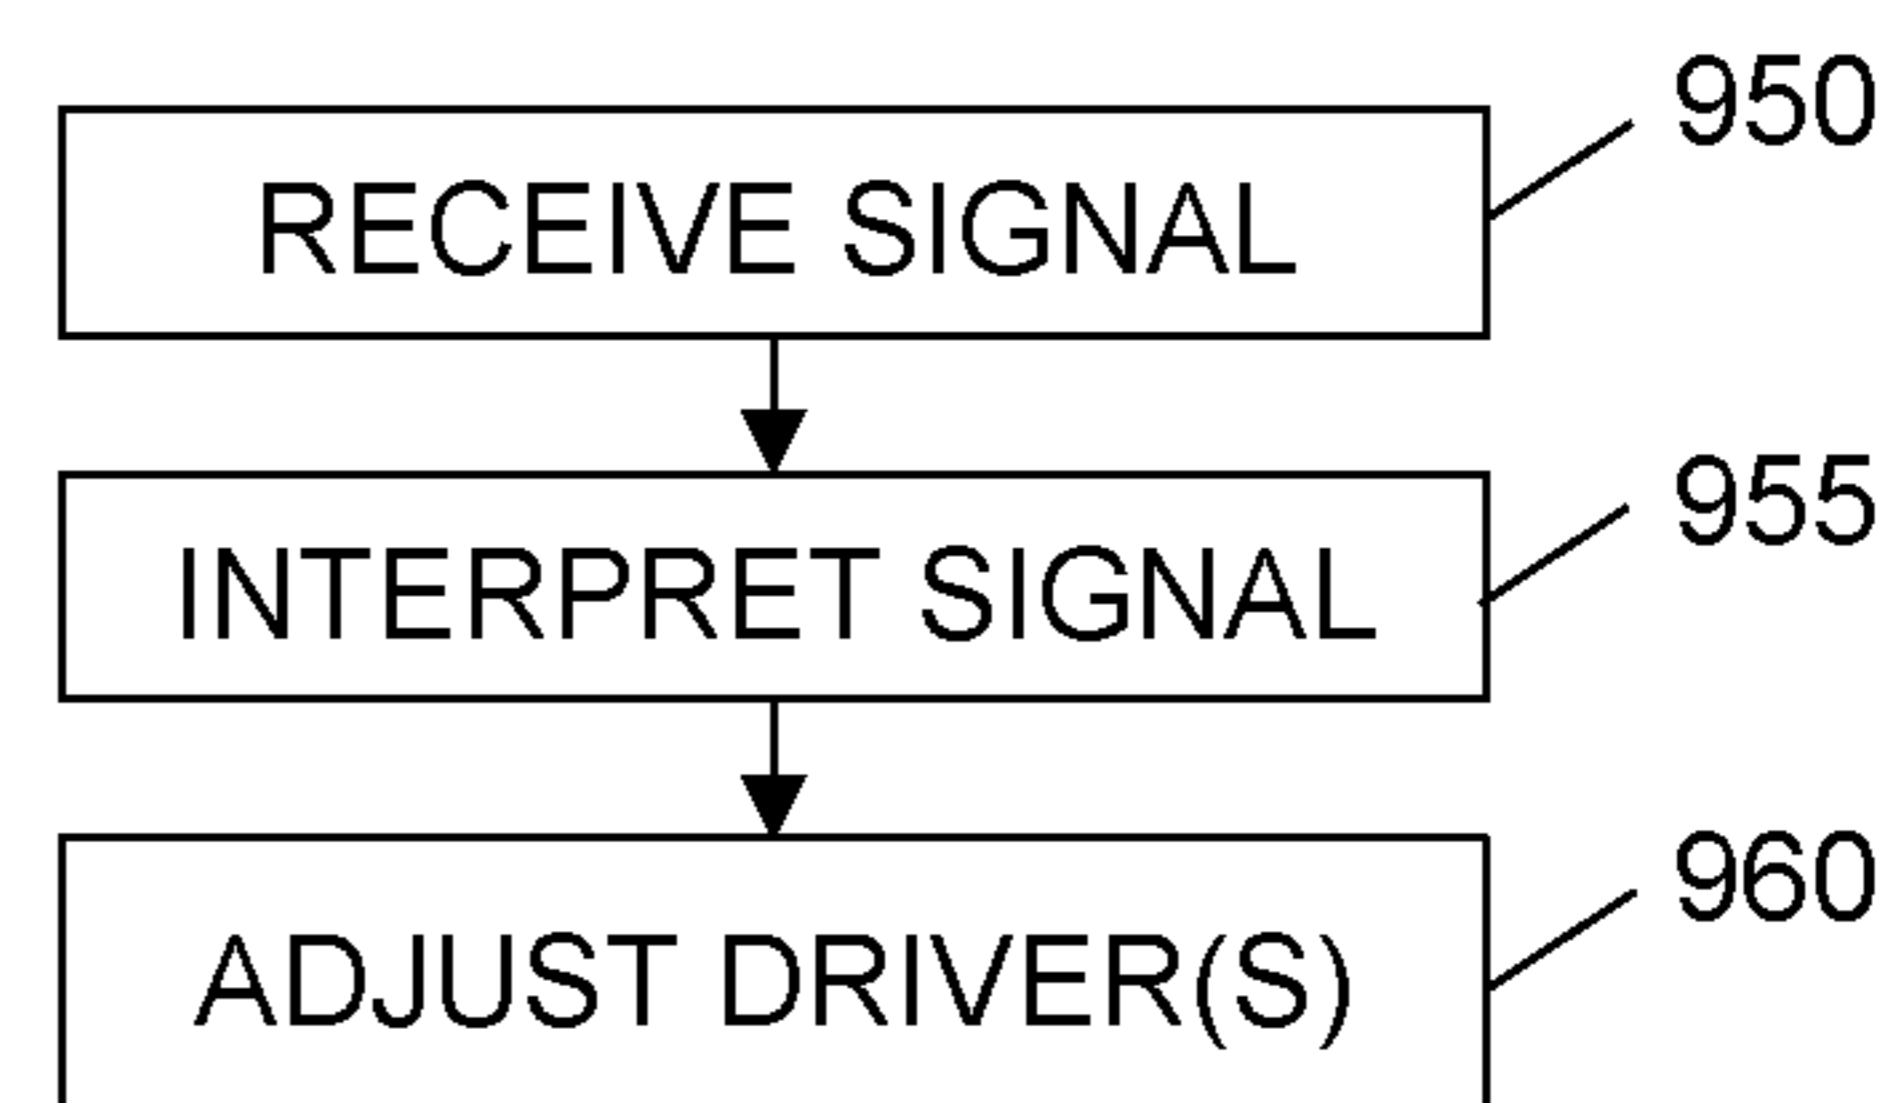 950
RECEIVE SIGNAL
955
INTERPRET SIGNAL
960
ADJUST DRIVER(S)